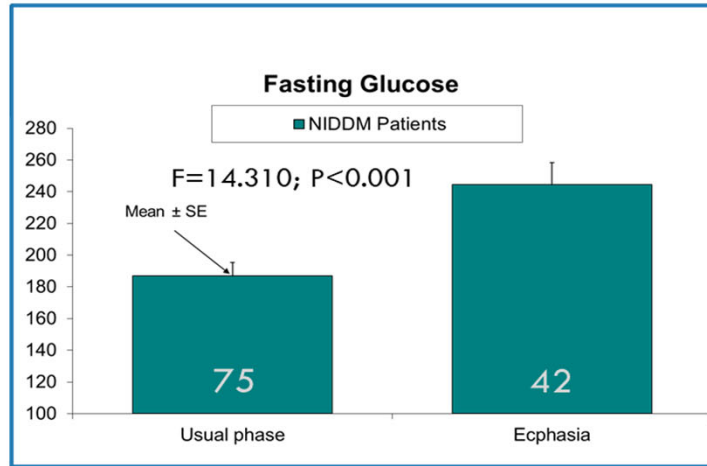 Fasting Glucose
NIDDM Patients
280
260
240
220
200
180
160
140
120
100
F=14.310; P<0.001
Mean ± SE
75
42
Usual phase
Ecphasia